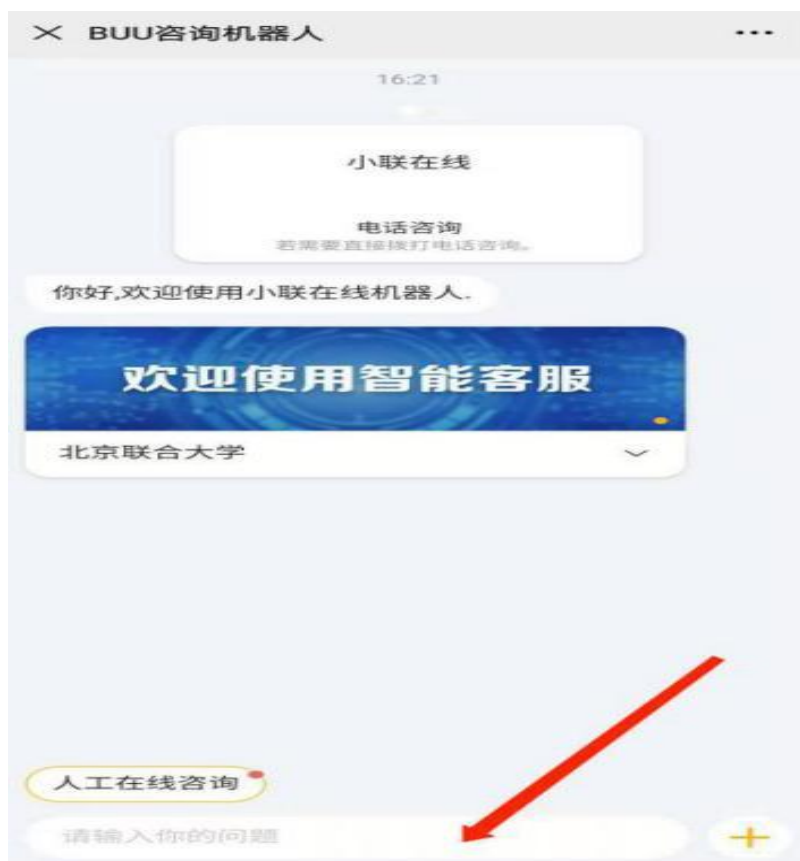 BUU咨询机器人
16:21
小联在线
电话咨询
若需要直接拨打电话咨询。
你好,欢迎使用小联在线机器人.
欢迎使用智能客服
北京联合大学
人工在线咨询
请输入你的问题